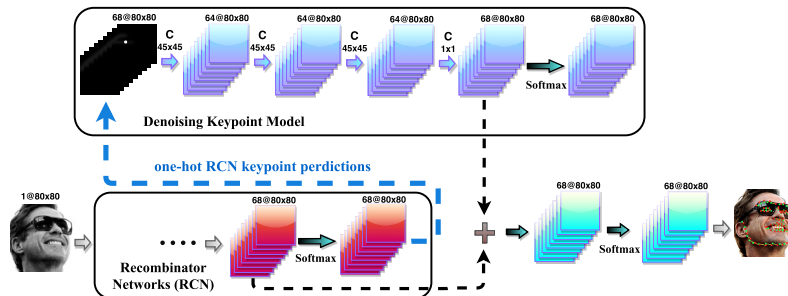 68@80x80
64@80x80
64@80x80
64@80x80
68@80x80
68@80x80
C
45x45
C
45x45
C
45x45
C
1x1
Softmax
Denoising Keypoint Model
one-hot RCN keypoint perdictions
1@80x80
68@80x80
68@80x80
68@80x80
68@80x80
Softmax
Softmax
Recombinator
Networks (RCN)